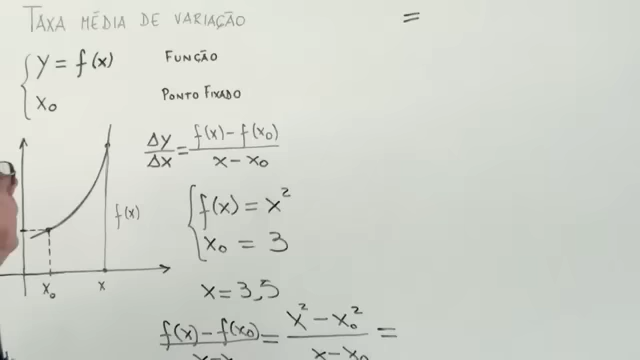 TAXA MÉDIA DE VARIAÇÃO =
y = f(x) FUNÇÃO
x₀ PONTO FIXADO
Δy/Δx = (f(x) - f(x₀))/(x - x₀)
f(x) = x²
x₀ = 3
f(x)
x₀ x
x = 3,5
(f(x) - f(x₀))/(x - x = (x² - x₀²)/(x - x₀) =